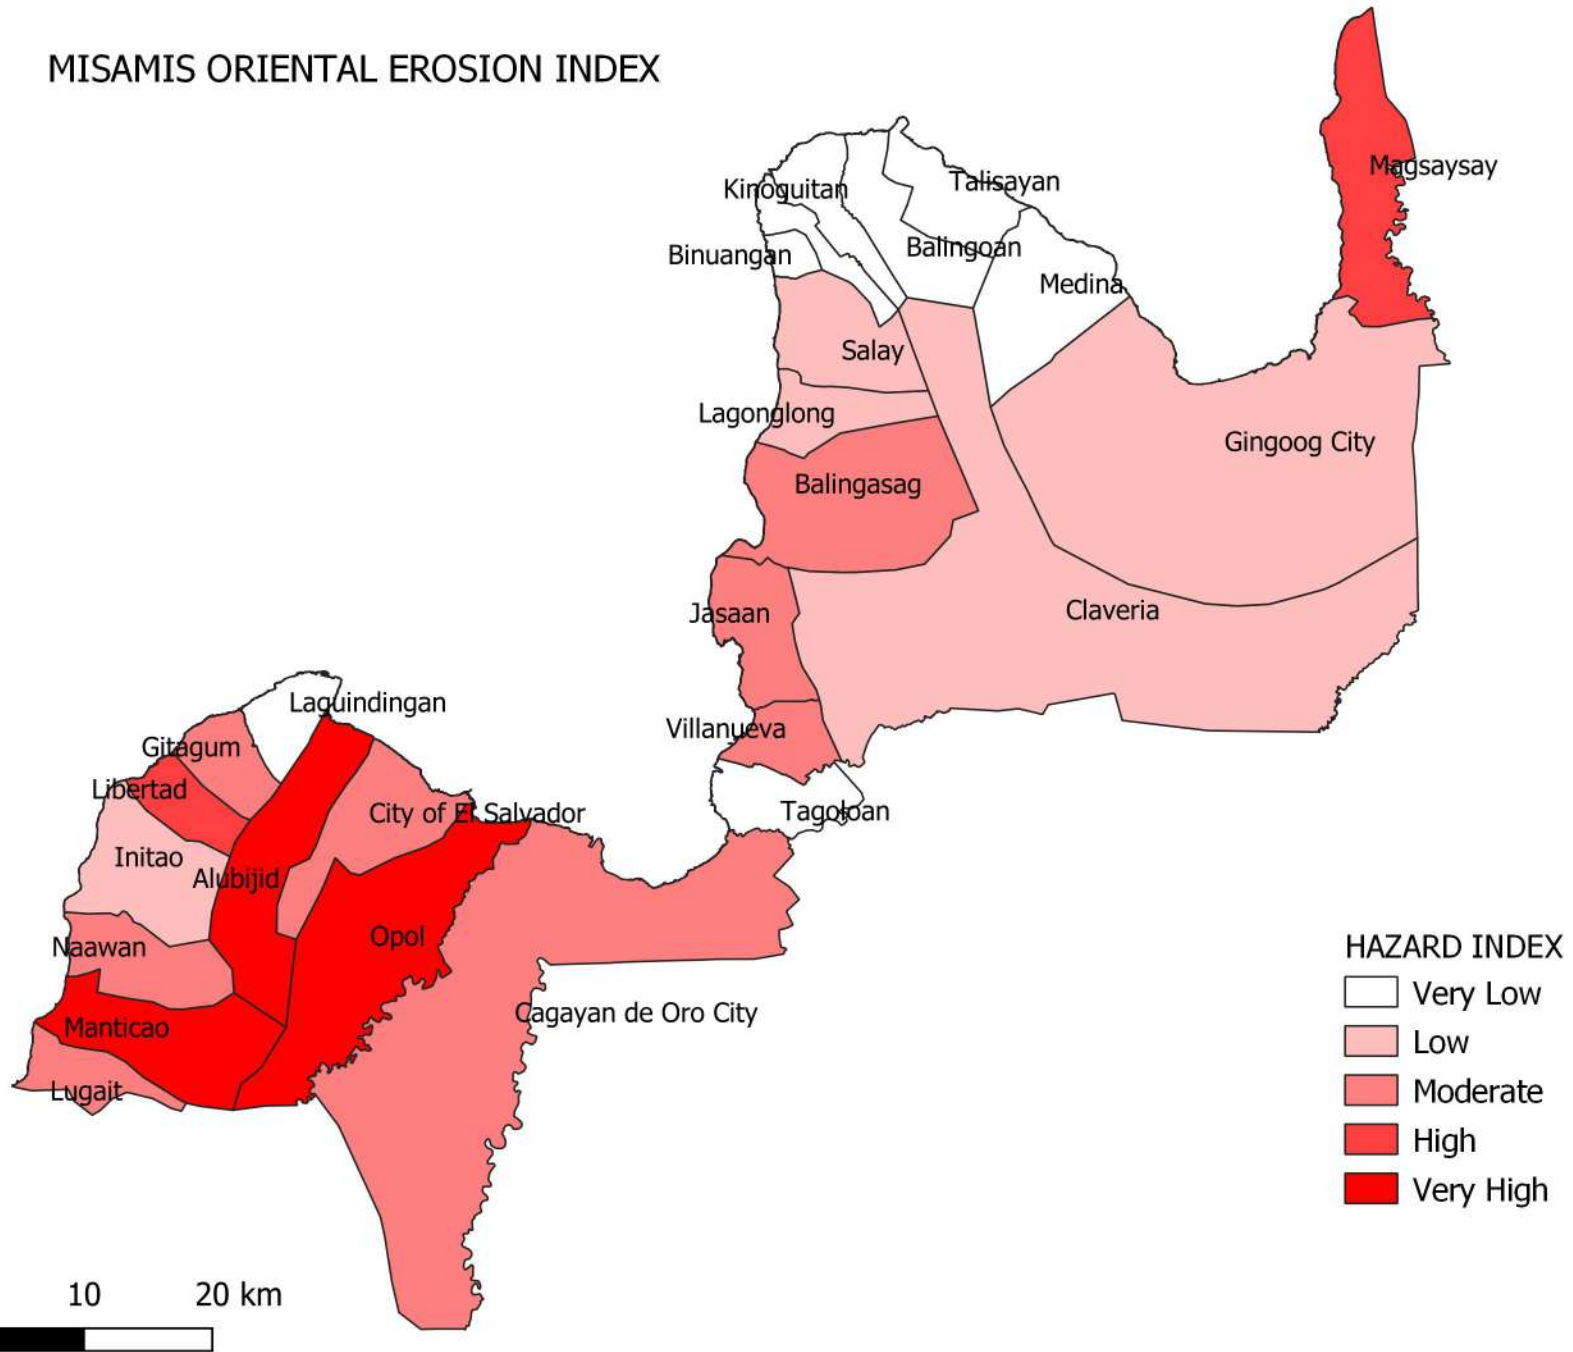 MISAMIS ORIENTAL EROSION INDEX
Magsaysay
Talisayan
Kinoguitan
Balingoan
Binuangan
Medina
Salay
Lagonglong
Gingoog City
Balingasag
Claveria
Jasaan
Laguindingan
Villanueva
Gitagum
Libertad
City of El Salvador
Tagoloan
Initao
Alubijid
Opol
Naawan
Cagayan de Oro City
Manticao
Lugait
HAZARD INDEX
Very Low
Low
Moderate
High
Very High
10 20 km